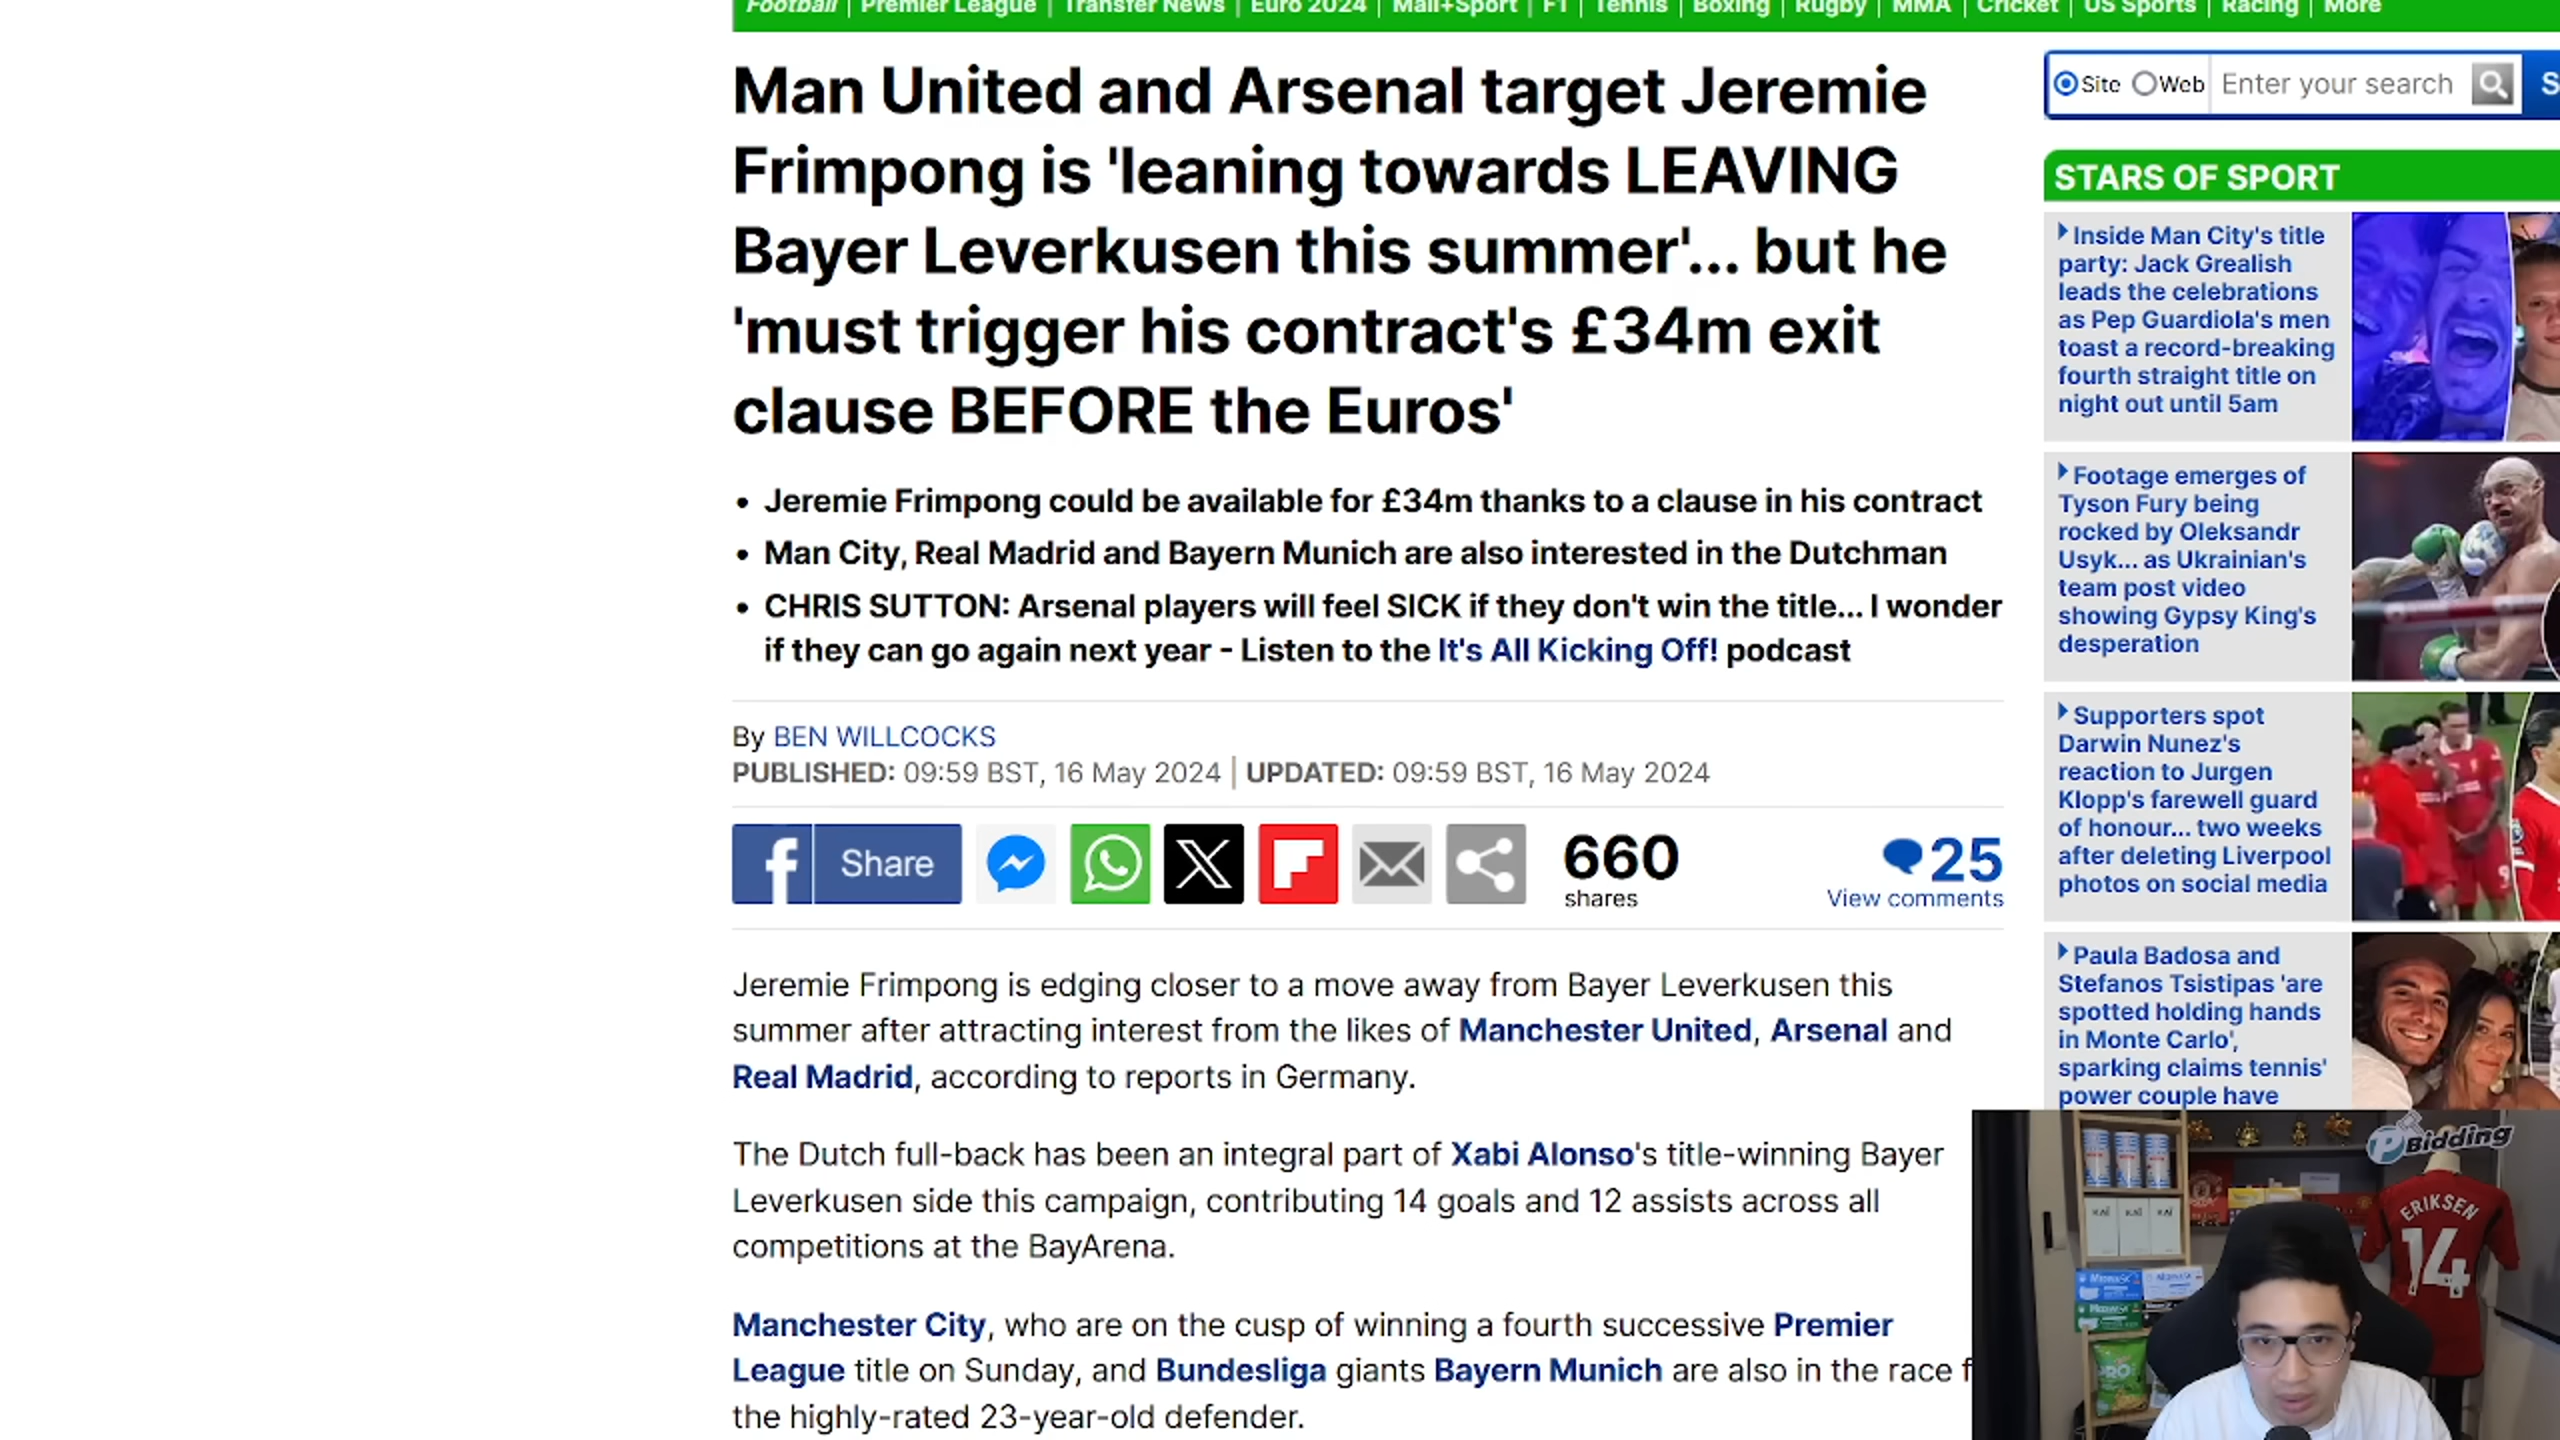 Football | Premier League | Transfer News | Euro 2024 | Mail+Sport | F1 | Tennis | Boxing | Rugby | MMA | Cricket | US Sports | Racing | More
Man United and Arsenal target Jeremie
Frimpong is 'leaning towards LEAVING
Bayer Leverkusen this summer'... but he
'must trigger his contract's £34m exit
clause BEFORE the Euros'
• Jeremie Frimpong could be available for £34m thanks to a clause in his contract
• Man City, Real Madrid and Bayern Munich are also interested in the Dutchman
• CHRIS SUTTON: Arsenal players will feel SICK if they don't win the title... I wonder
if they can go again next year - Listen to the It's All Kicking Off! podcast
By BEN WILLCOCKS
PUBLISHED: 09:59 BST, 16 May 2024 | UPDATED: 09:59 BST, 16 May 2024
f Share
660
shares
25
View comments
Jeremie Frimpong is edging closer to a move away from Bayer Leverkusen this
summer after attracting interest from the likes of Manchester United, Arsenal and
Real Madrid, according to reports in Germany.
The Dutch full-back has been an integral part of Xabi Alonso's title-winning Bayer
Leverkusen side this campaign, contributing 14 goals and 12 assists across all
competitions at the BayArena.
Manchester City, who are on the cusp of winning a fourth successive Premier
League title on Sunday, and Bundesliga giants Bayern Munich are also in the race f
the highly-rated 23-year-old defender.
Site Web Enter your search S
STARS OF SPORT
Inside Man City's title
party: Jack Grealish
leads the celebrations
as Pep Guardiola's men
toast a record-breaking
fourth straight title on
night out until 5am
Footage emerges of
Tyson Fury being
rocked by Oleksandr
Usyk... as Ukrainian's
team post video
showing Gypsy King's
desperation
Supporters spot
Darwin Nunez's
reaction to Jurgen
Klopp's farewell guard
of honour... two weeks
after deleting Liverpool
photos on social media
Paula Badosa and
Stefanos Tsistipas 'are
spotted holding hands
in Monte Carlo',
sparking claims tennis'
power couple have
Bidding
ERIKSEN
14
KAI KAI KAI